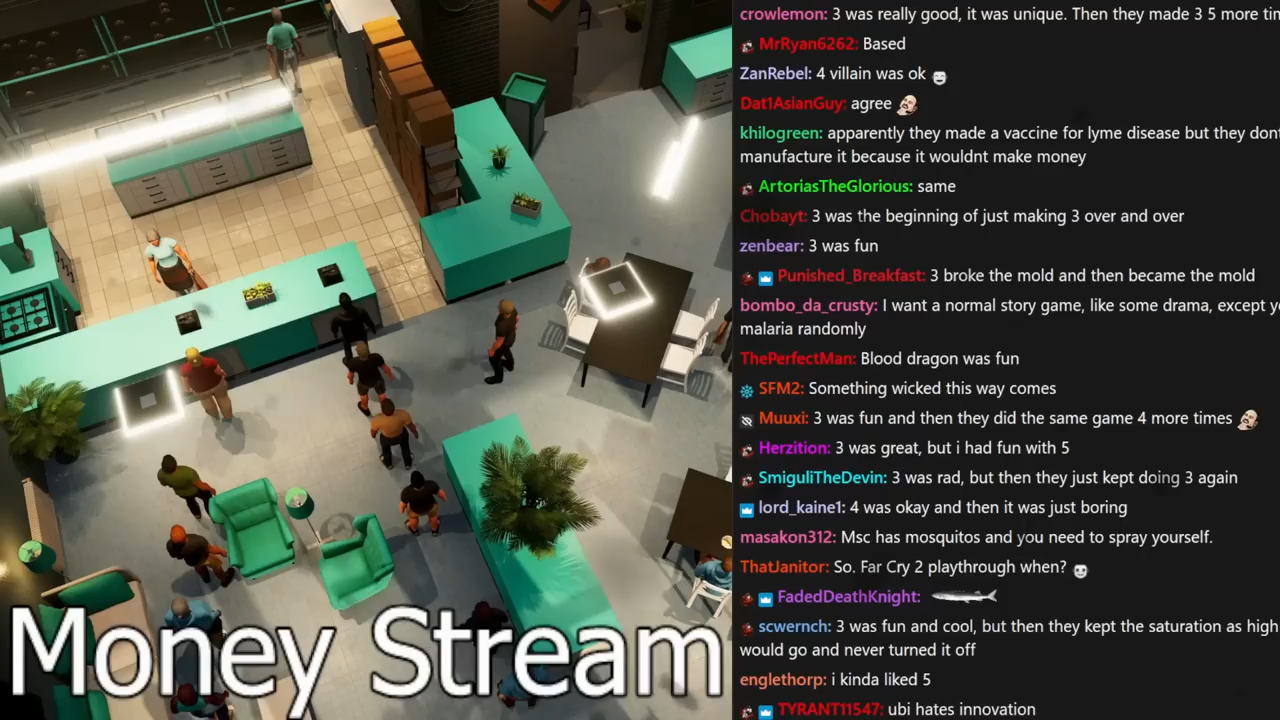 crowlemon: 3 was really good, it was unique. Then they made 3 5 more
MrRyan6262: Based
ZanRebel: 4 villain was ok
Dat1AsianGuy: agree
khilogreen: apparently they made a vaccine for lyme disease but they dont
manufacture it because it wouldnt make money
ArtoriasTheGlorious: same
Chobayt: 3 was the beginning of just making 3 over and over
zenbear: 3 was fun
Punished_Breakfast: 3 broke the mold and then became the mold
bombo_da_crusty: I want a normal story game, like some drama, except
malaria randomly
ThePerfectMan: Blood dragon was fun
SFM2: Something wicked this way comes
Muuxi: 3 was fun and then they did the same game 4 more times
Herzition: 3 was great, but i had fun with 5
SmiguliTheDevin: 3 was rad, but then they just kept doing 3 again
lord_kaine1: 4 was okay and then it was just boring
masakon312: Msc has mosquitos and you need to spray yourself.
ThatJanitor: So. Far Cry 2 playthrough when?
FadedDeathKnight:
scwernch: 3 was fun and cool, but then they kept the saturation as high
would go and never turned it off
englethorp: i kinda liked 5
TYRANT11547: ubi hates innovation
Money Stream